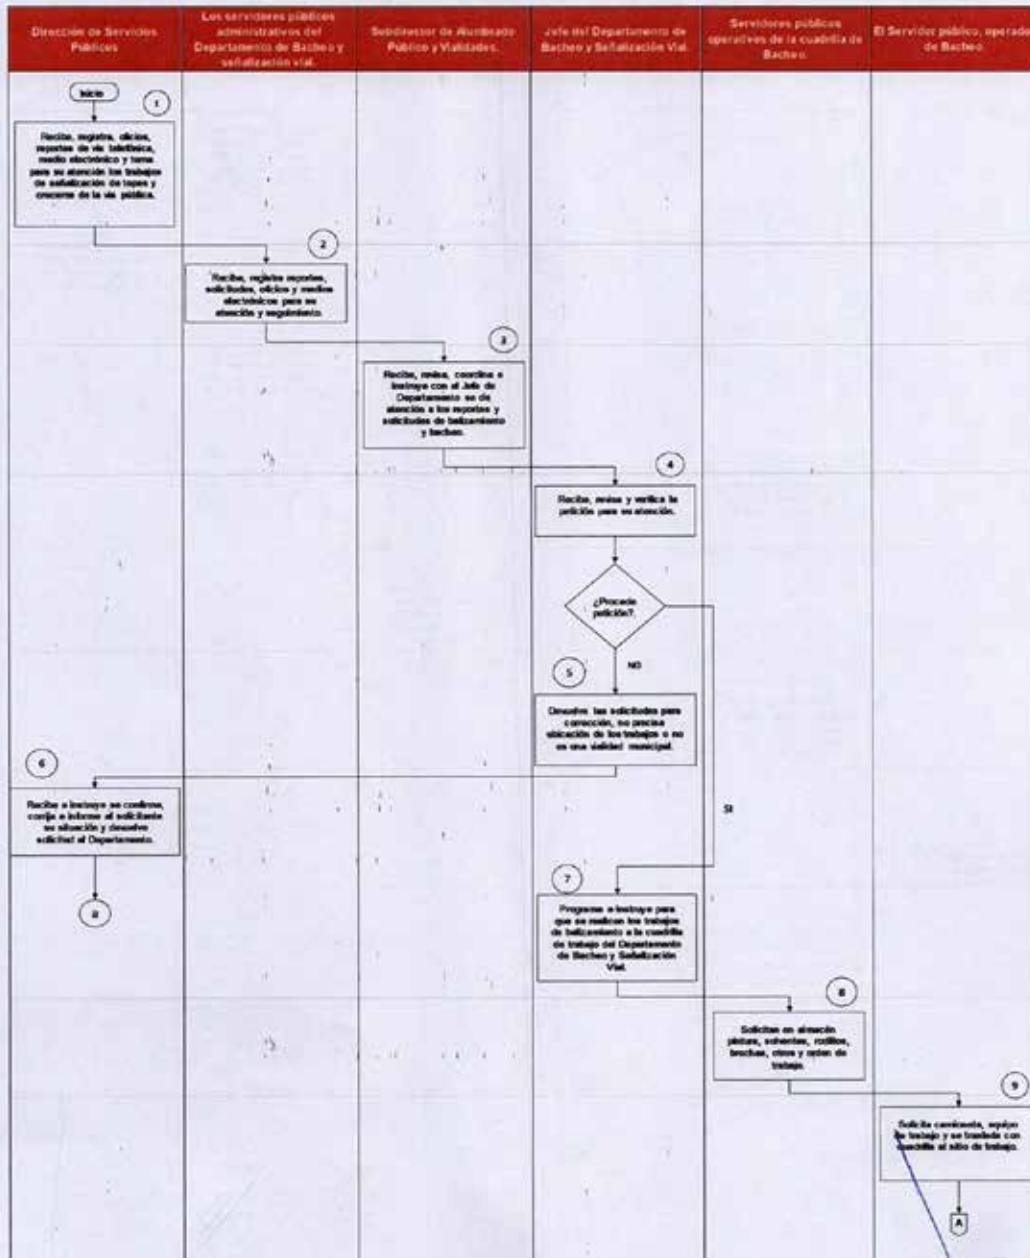 Dirección de Servicios
Públicos
Los servidores públicos
administrativos del
Departamento de Bacheo y
señalización vial.
Subdirector de Alumbrado
Público y Vialidades.
Jefe del Departamento de
Bacheo y Señalización Vial
Servidores públicos
operativos de la cuadrilla de
Bacheo.
El Servidor público, operador
de Bacheo
Inicio
1
Recibe, registra, oficios,
reportes de vía telefónica,
medio electrónico y turna
para su atención los trabajos
de señalización de topes y
cruceros de la vía pública.
2
Recibe, registra reportes,
solicitudes, oficios y medios
electrónicos para su
atención y seguimiento.
3
Recibe, revisa, coordina e
instruye con el Jefe de
Departamento se de
atención a los reportes y
solicitudes de balizamiento
y bacheo.
4
Recibe, revisa y verifica la
petición para su atención.
¿Procede
petición?.
NO
5
Devuelve las solicitudes para
corrección, no precisa
ubicación de los trabajos o no
es una vialidad municipal.
6
Recibe e instruye se confirme,
corrija e informe al solicitante
su situación y devuelve
solicitud al Departamento.
SI
7
Programa e instruye para
que se realicen los trabajos
de balizamiento a la cuadrilla
de trabajo del Departamento
de Bacheo y Señalización
Vial.
8
Solicitan en almacén
pintura, solventes, rodillos,
brochas, otros y orden de
trabajo.
9
Solicita camioneta, equipo
de trabajo y se traslada con
cuadrilla al sitio de trabajo.
A